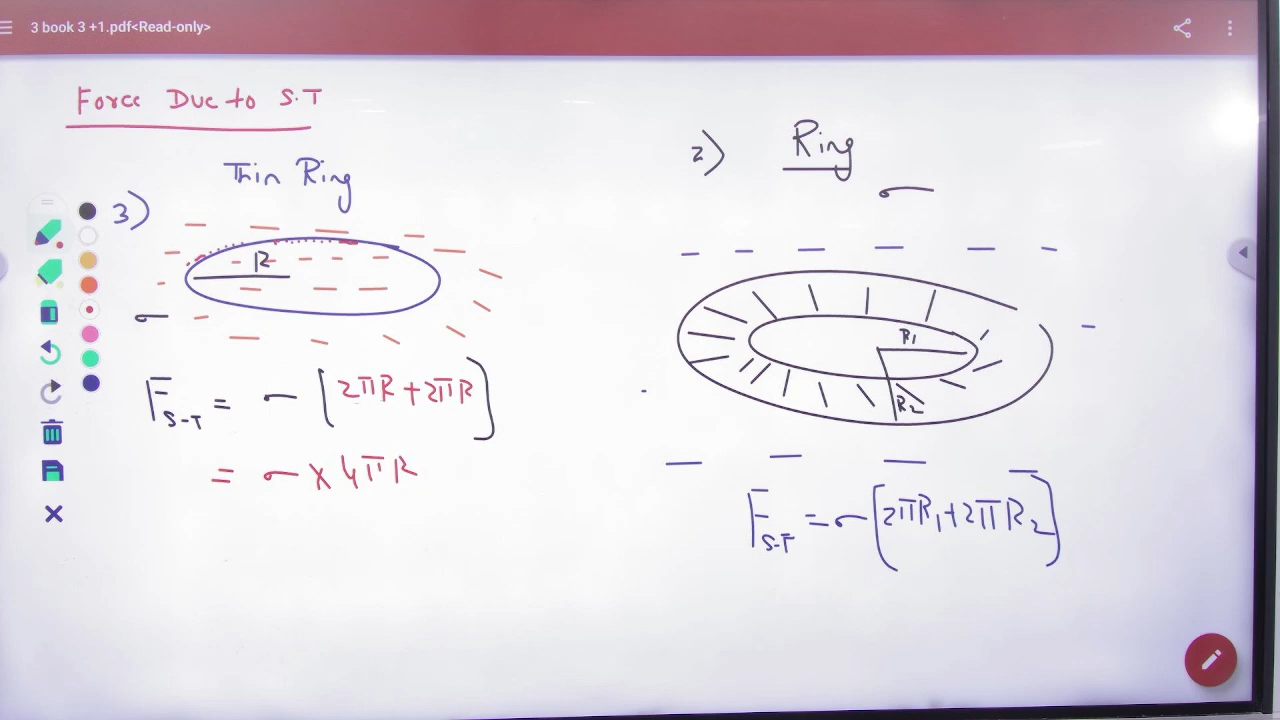 3 book 3 +1.pdf<Read-only>
Force Due to S.T
Thin Ring
3)
R
σ
F_S-T = σ [2πR + 2πR]
= σ × 4πR
2) Ring
σ
R₁
R₂
F_S-T = σ [2πR₁ + 2πR₂]